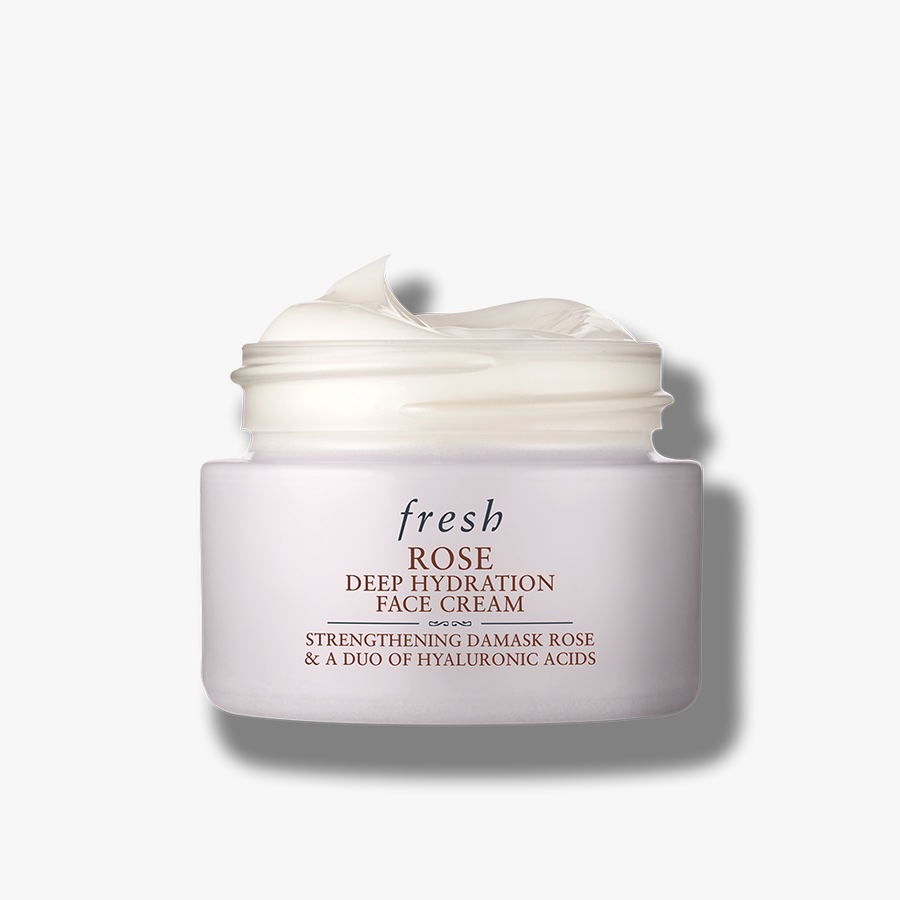 fresh
ROSE
DEEP HYDRATION
FACE CREAM
STRENGTHENING DAMASK ROSE
& A DUO OF HYALURONIC ACIDS